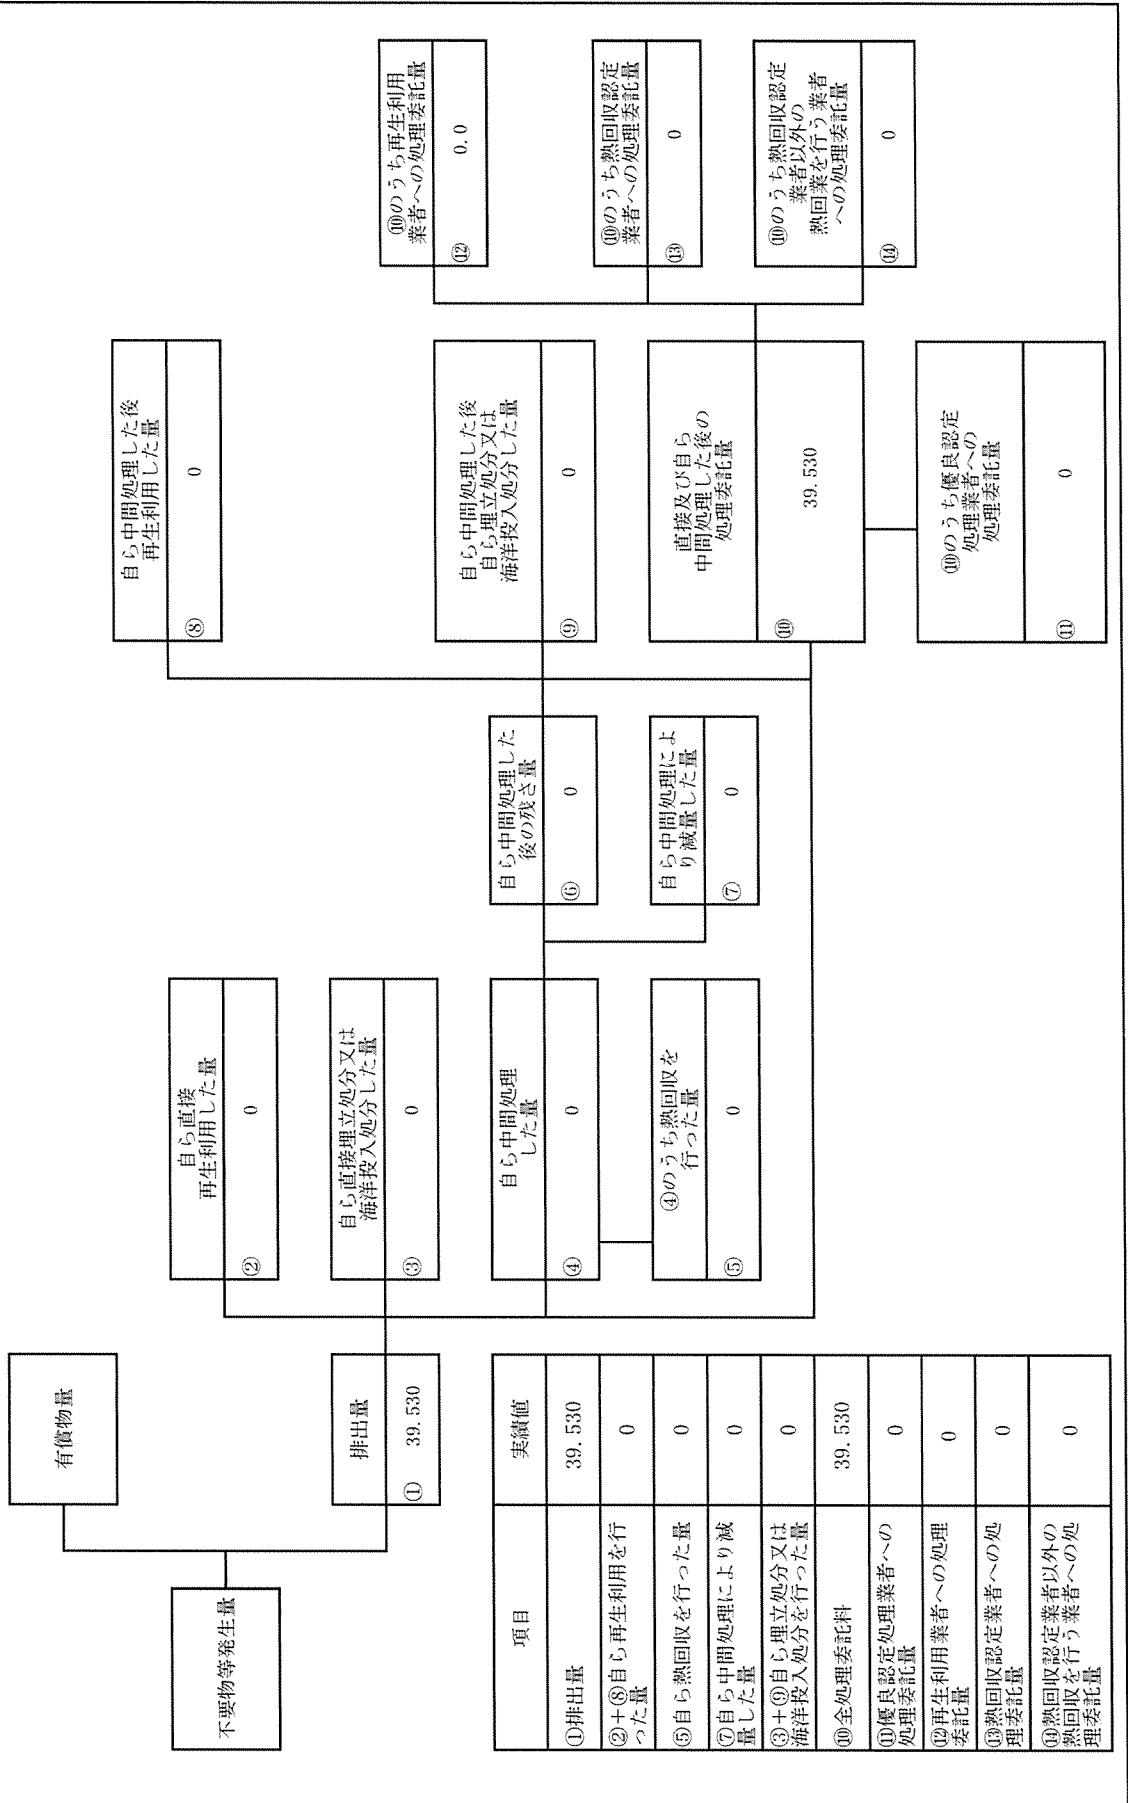 不要物等発生量
有償物量
排出量
① 39.530
自ら直接
再生利用した量
② 0
自ら直接埋立処分又は
海洋投入処分した量
③ 0
自ら中間処理
した量
④ 0
④のうち熱回収を
行った量
⑤ 0
自ら中間処理した
後の残さ量
⑥ 0
自ら中間処理によ
り減量した量
⑦ 0
自ら中間処理した後
再生利用した量
⑧ 0
自ら中間処理した後
自ら埋立処分又は
海洋投入処分した量
⑨ 0
直接及び自ら
中間処理した後の
処理委託量
⑩ 39.530
⑩のうち優良認定
処理業者への
処理委託量
⑪ 0
⑩のうち再生利用
業者への処理委託量
⑫ 0.0
⑩のうち熱回収認定
業者への処理委託量
⑬ 0
⑩のうち熱回収認定
業者以外の
熱回業を行う業者
への処理委託量
⑭ 0
項目 実績値
①排出量 39.530
②+⑧自ら再生利用を行
った量 0
⑤自ら熱回収を行った量 0
⑦自ら中間処理により減
量した量 0
③+⑨自ら埋立処分又は
海洋投入処分を行った量 0
⑩全処理委託料 39.530
⑪優良認定処理業者への
処理委託量 0
⑫再生利用業者への処理
委託量 0
⑬熱回収認定業者への処
理委託量 0
⑭熱回収認定業者以外の
熱回収を行う業者への処
理委託量 0